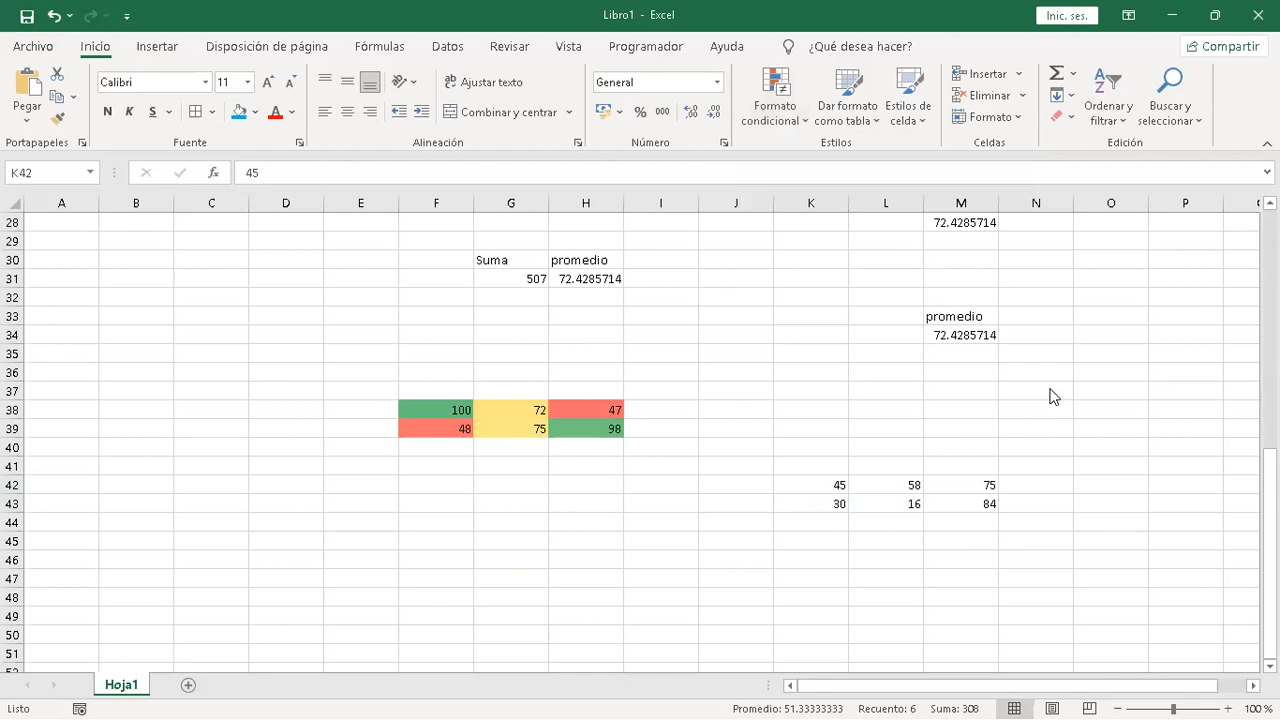 Libro1 - Excel
Inic. ses.
Archivo Inicio Insertar Disposición de página Fórmulas Datos Revisar Vista Programador Ayuda ¿Qué desea hacer? Compartir
Pegar
Calibri 11
N K S
Ajustar texto
Combinar y centrar
General
% 000
Formato condicional
Dar formato como tabla
Estilos de celda
Insertar
Eliminar
Formato
Ordenar y filtrar
Buscar y seleccionar
Portapapeles Fuente Alineación Número Estilos Celdas Edición
K42 fx 45
A B C D E F G H I J K L M N O P
28 72.4285714
29
30 Suma promedio
31 507 72.4285714
32
33 promedio
34 72.4285714
35
36
37
38 100 72 47
39 48 75 98
40
41
42 45 58 75
43 30 16 84
44
45
46
47
48
49
50
51
Hoja1
Listo Promedio: 51.33333333 Recuento: 6 Suma: 308 100 %